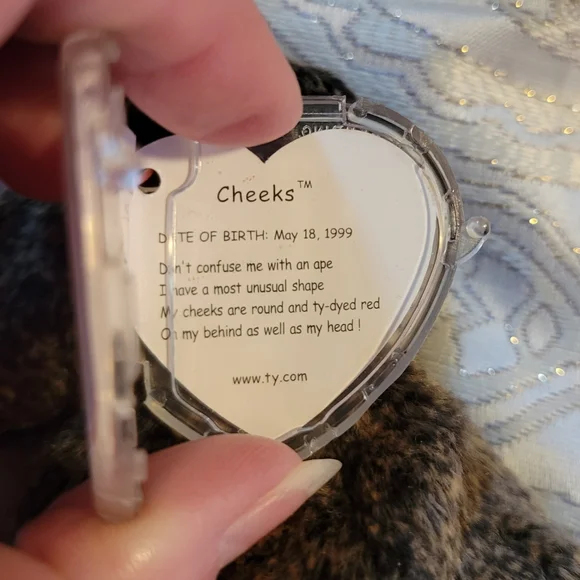 Cheeks™
DATE OF BIRTH: May 18, 1999
Don't confuse me with an ape
I have a most unusual shape
My cheeks are round and ty-dyed red
On my behind as well as my head !
www.ty.com